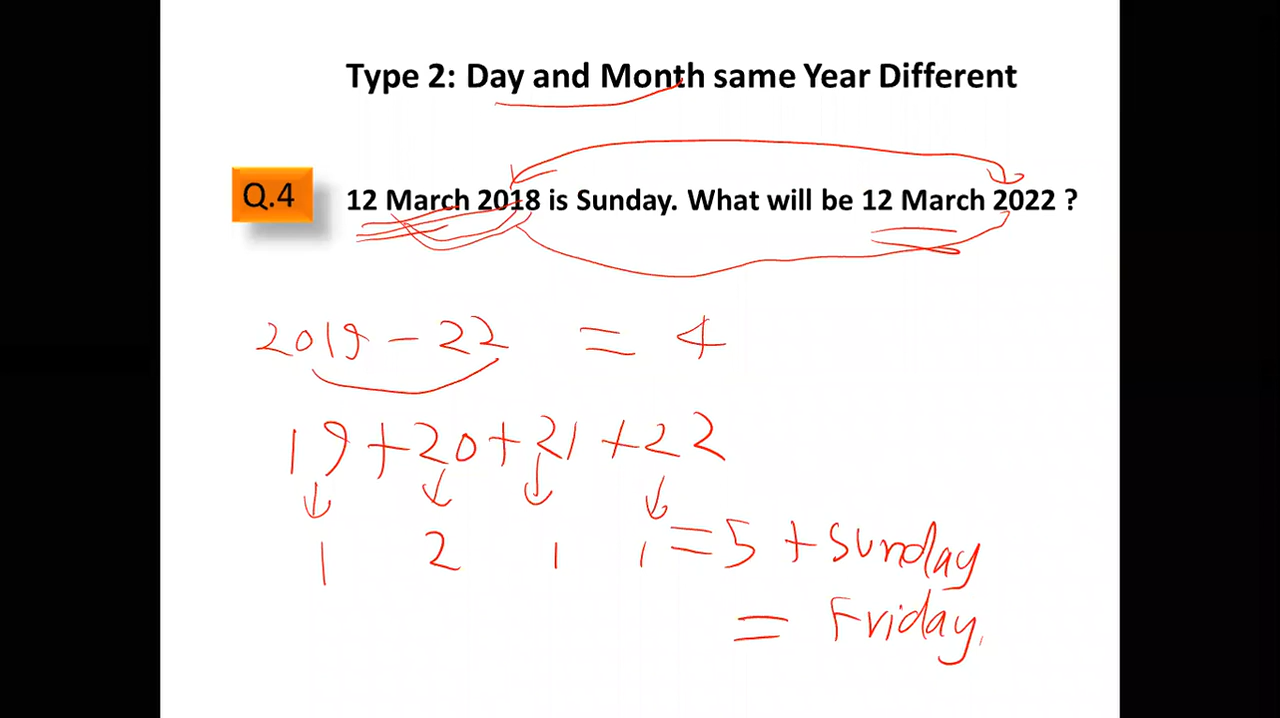 Type 2: Day and Month same Year Different
Q.4
12 March 2018 is Sunday. What will be 12 March 2022 ?
2019 - 22 = 4
19 + 20 + 21 + 22
1 2 1 1 = 5 + Sunday
= Friday.